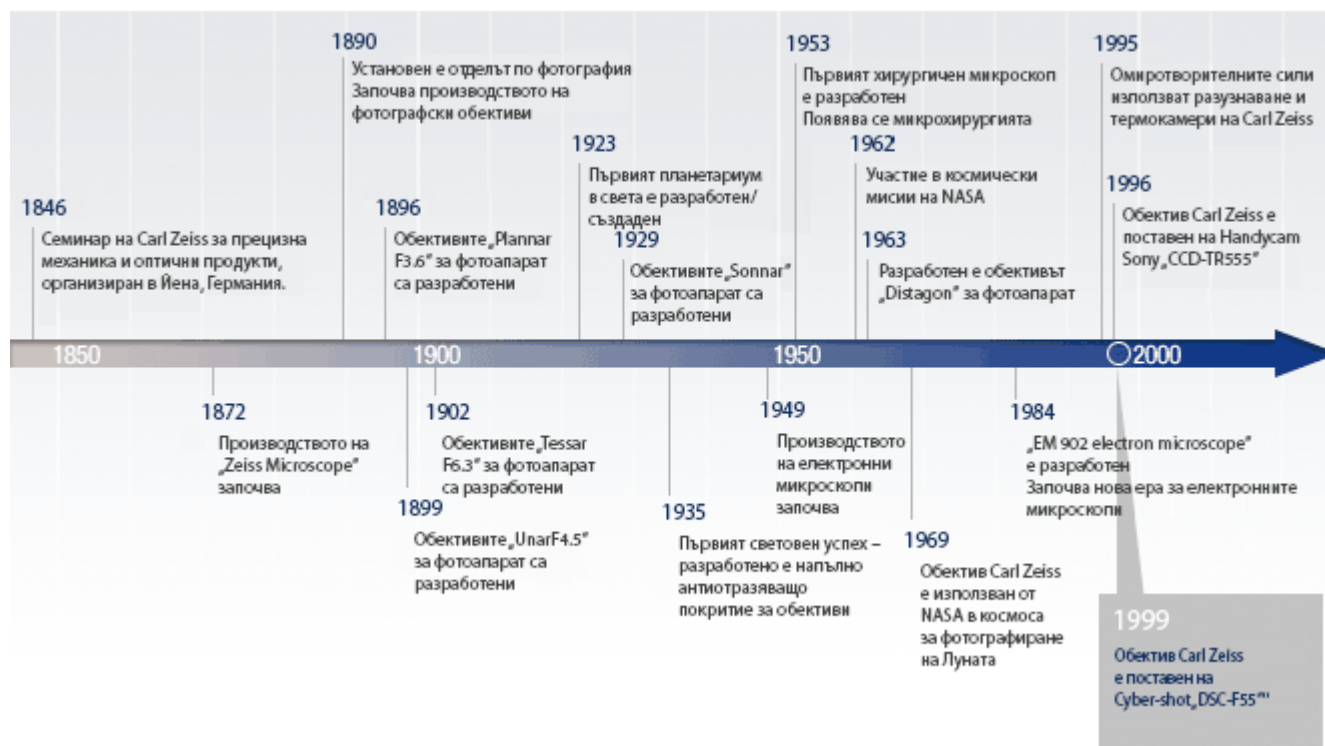 1890
Установен е отделът по фотография
Започва производството на
фотографски обективи
1953
Първият хирургичен микроскоп
е разработен
Появява се микрохирургията
1995
Омиротворителните сили
използват разузнаване и
термокамери на Carl Zeiss
1923
Първият планетариум
в света е разработен/
създаден
1962
Участие в космически
мисии на NASA
1996
Обектив Carl Zeiss е
поставен на Handycam
Sony „CCD-TR555“
1846
Семинар на Carl Zeiss за прецизна
механика и оптични продукти,
организиран в Йена, Германия.
1896
Обективите „Plannar
F3.6“ за фотоапарат
са разработени
1929
Обективите „Sonnar“
за фотоапарат са
разработени
1963
Разработен е обективът
„Distagon“ за фотоапарат
1850
1900
1950
2000
1872
Производството на
„Zeiss Microscope“
започва
1902
Обективите „Tessar
F6.3“ за фотоапарат
са разработени
1949
Производството
на електронни
микроскопи
започва
1984
„EM 902 electron microscope“
е разработен
Започва нова ера за електронните
микроскопи
1899
Обективите „UnarF4.5“
за фотоапарат са
разработени
1935
Първият световен успех –
разработено е напълно
антиотразяващо
покритие за обективи
1969
Обектив Carl Zeiss
е използван от
NASA в космоса
за фотографиране
на Луната
1999
Обектив Carl Zeiss
е поставен на
Cyber-shot „DSC-F55“™